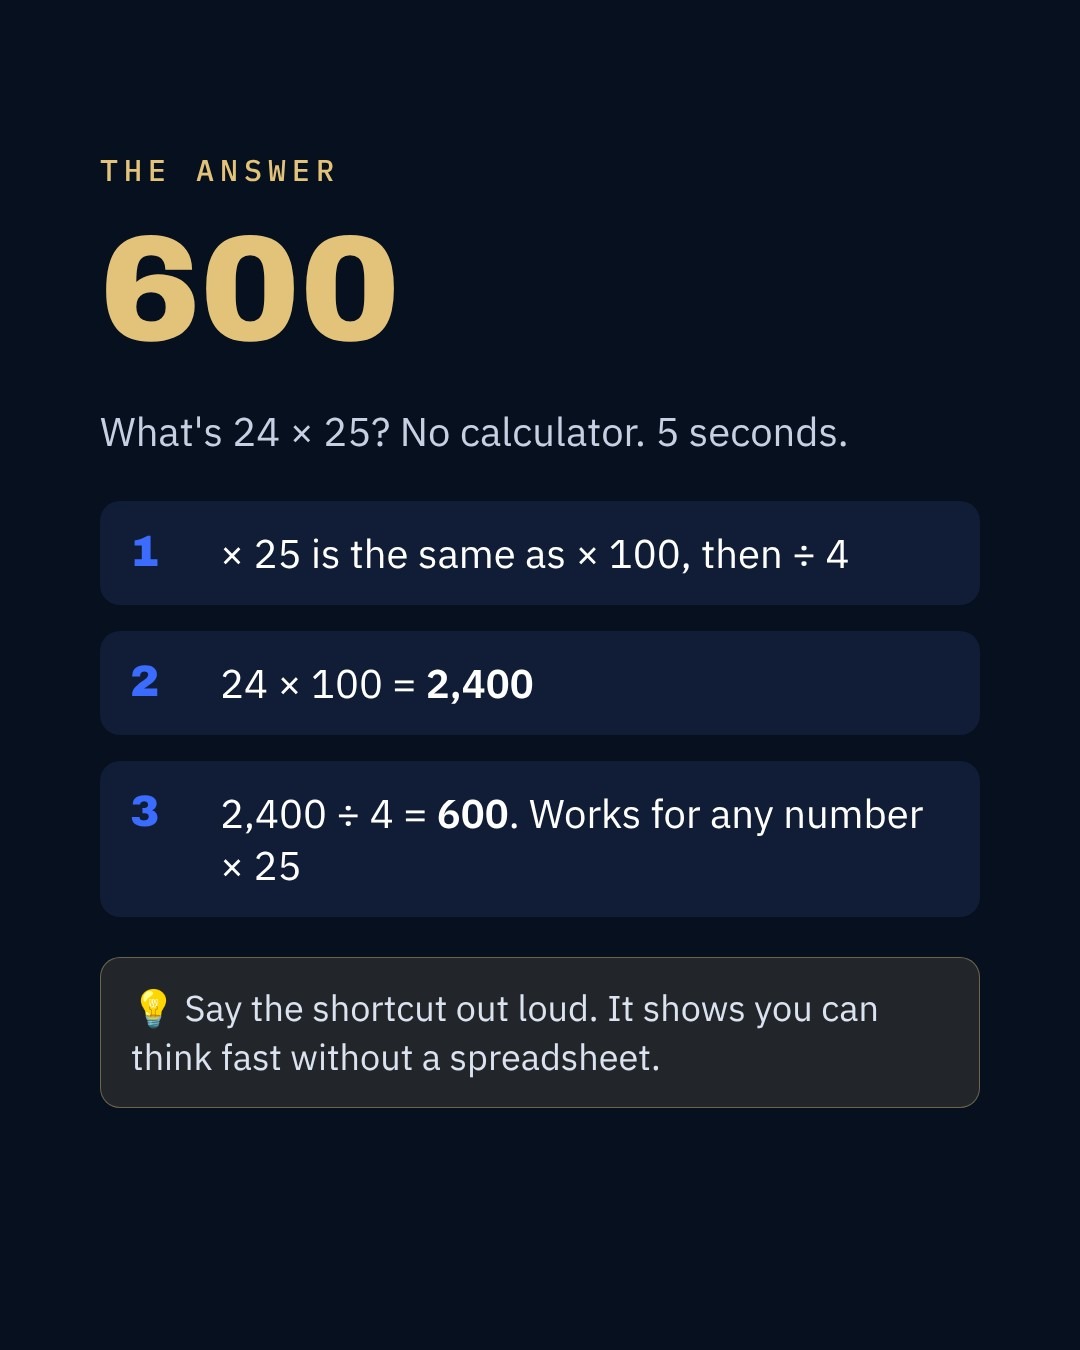 THE ANSWER
600
What's 24 × 25? No calculator. 5 seconds.
1 × 25 is the same as × 100, then ÷ 4
2 24 × 100 = 2,400
3 2,400 ÷ 4 = 600. Works for any number
× 25
💡 Say the shortcut out loud. It shows you can
think fast without a spreadsheet.